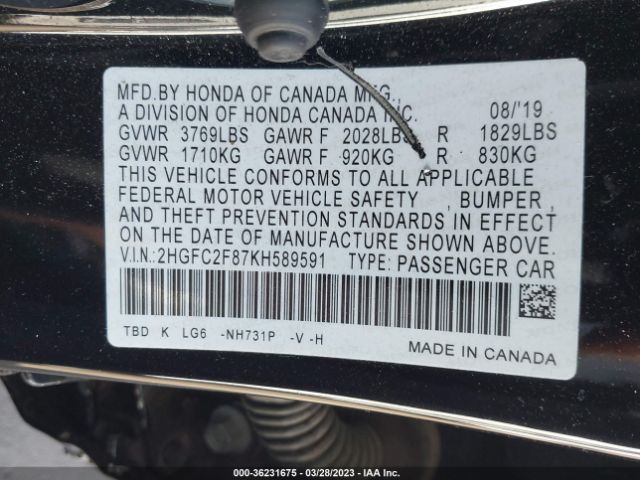 MFD.BY HONDA OF CANADA MFG.,
A DIVISION OF HONDA CANADA INC. 08/'19
GVWR 3769LBS GAWR F 2028LBS R 1829LBS
GVWR 1710KG GAWR F 920KG R 830KG
THIS VEHICLE CONFORMS TO ALL APPLICABLE
FEDERAL MOTOR VEHICLE SAFETY , BUMPER ,
AND THEFT PREVENTION STANDARDS IN EFFECT
ON THE DATE OF MANUFACTURE SHOWN ABOVE.
V.I.N.:2HGFC2F87KH589591 TYPE: PASSENGER CAR
TBD K LG6 -NH731P -V -H
MADE IN CANADA
000-36231675 | 03/28/2023 | IAA Inc.